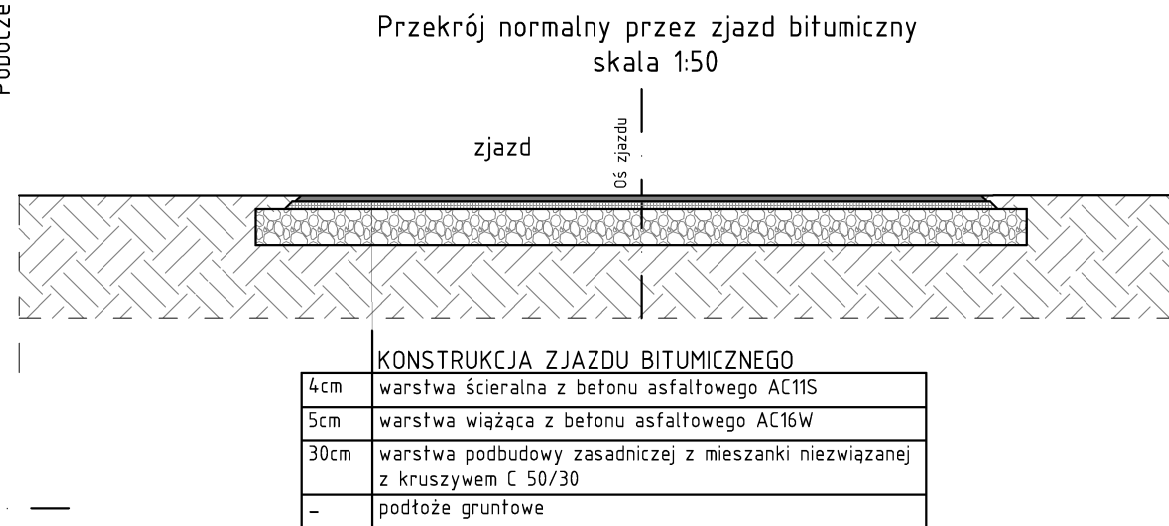 Przekrój normalny przez zjazd bitumiczny
skala 1:50
zjazd
Oś zjazdu
KONSTRUKCJA ZJAZDU BITUMICZNEGO
4cm warstwa ścieralna z betonu asfaltowego AC11S
5cm warstwa wiążąca z betonu asfaltowego AC16W
30cm warstwa podbudowy zasadniczej z mieszanki niezwiązanej
z kruszywem C 50/30
- podłoże gruntowe